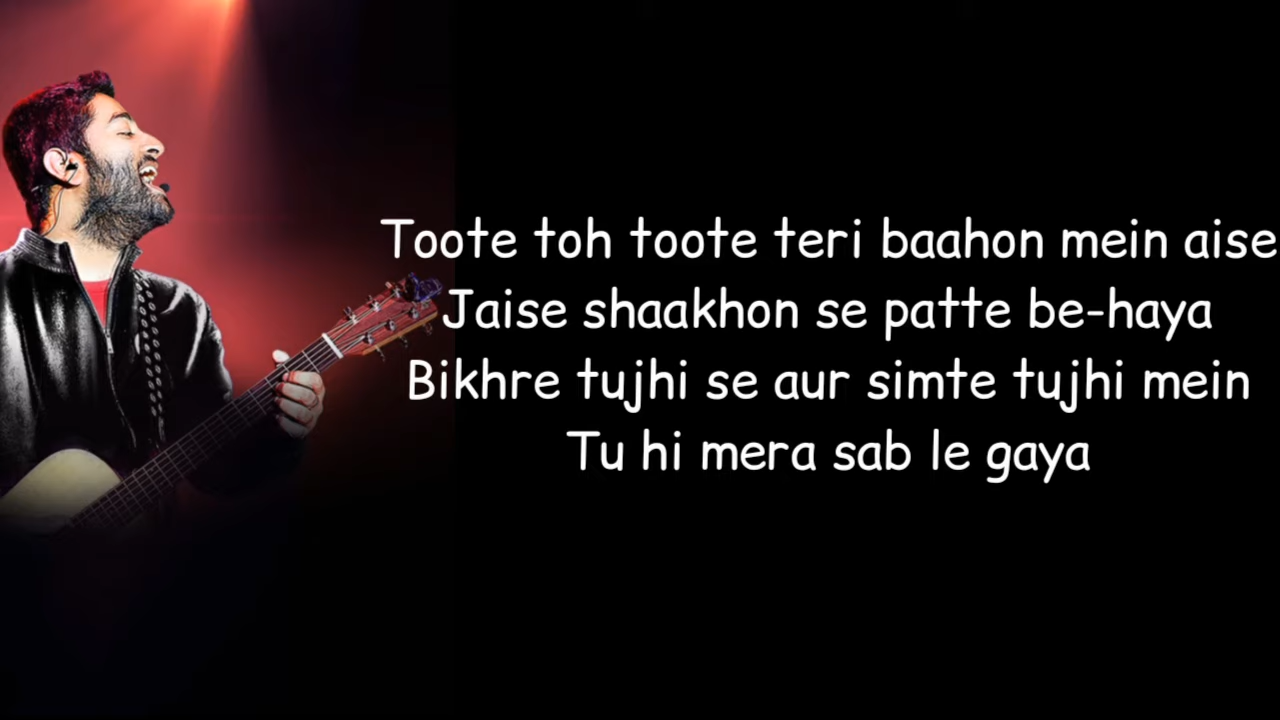 Toote toh toote teri baahon mein aise
Jaise shaakhon se patte be-haya
Bikhre tujhi se aur simte tujhi mein
Tu hi mera sab le gaya